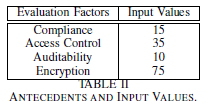 Evaluation Factors Input Values
Compliance 15
Access Control 35
Auditability 10
Encryption 75
TABLE II
ANTECEDENTS AND INPUT VALUES.